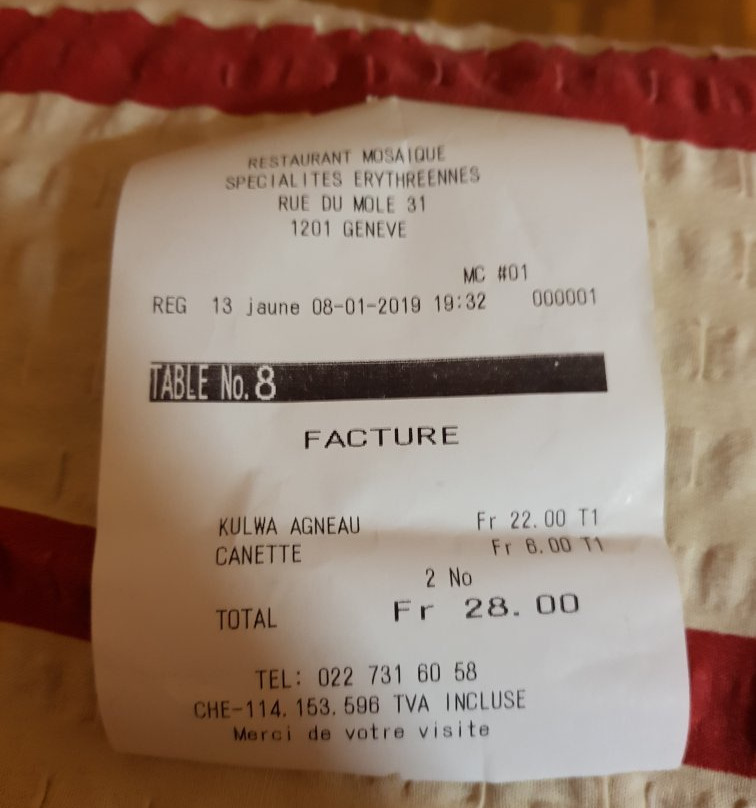 RESTAURANT MOSAIQUE
SPECIALITES ERYTHREENNES
RUE DU MOLE 31
1201 GENEVE
MC #01
REG 13 jaune 08-01-2019 19:32 000001
TABLE No. 8
FACTURE
KULWA AGNEAU Fr 22.00 T1
CANETTE Fr 6.00 T1
2 No
TOTAL Fr 28.00
TEL: 022 731 60 58
CHE-114.153.596 TVA INCLUSE
Merci de votre visite